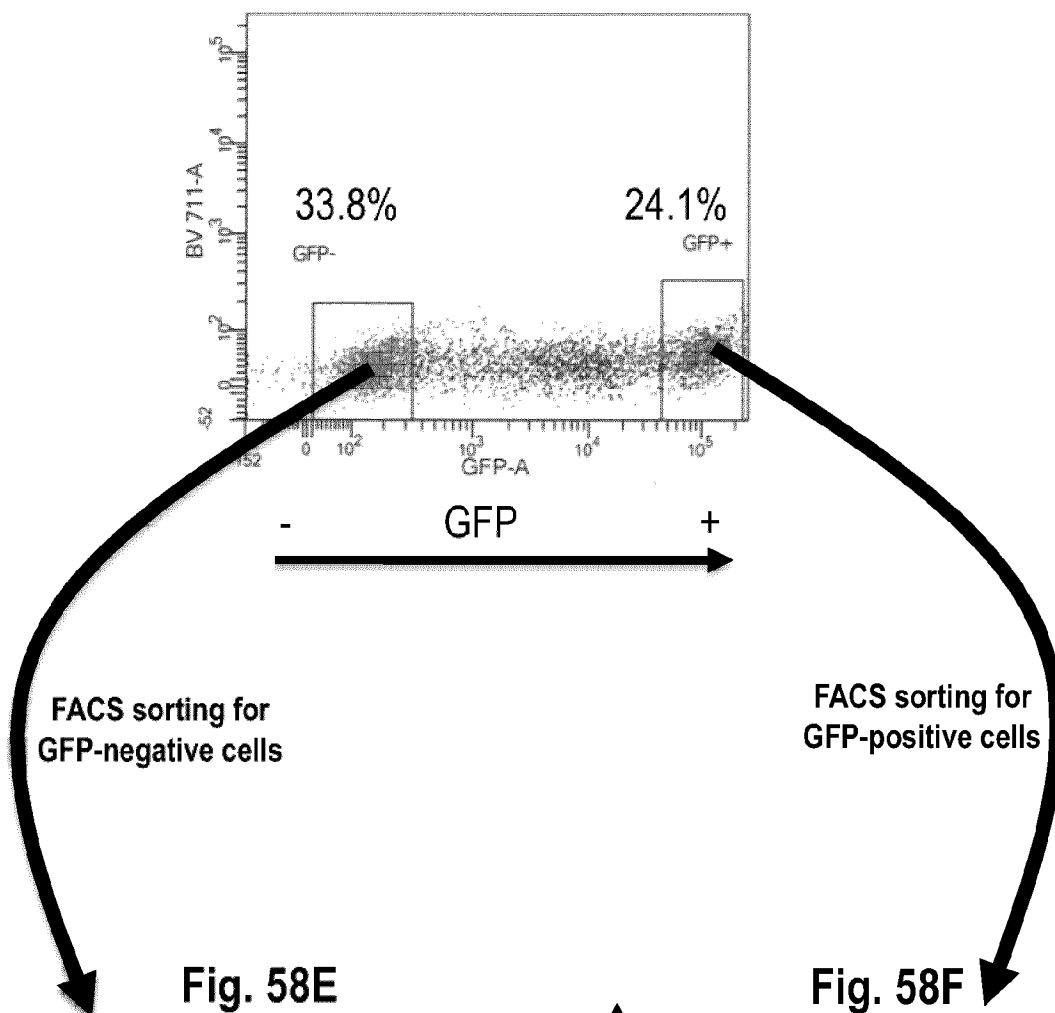 10^5
10^4
BV 711-A
33.8%
24.1%
10^3
GFP-
GFP+
10^2
0
-52
0 10^2 10^3 10^4 10^5
GFP-A
- GFP +
FACS sorting for
GFP-negative cells
FACS sorting for
GFP-positive cells
Fig. 58E
Fig. 58F